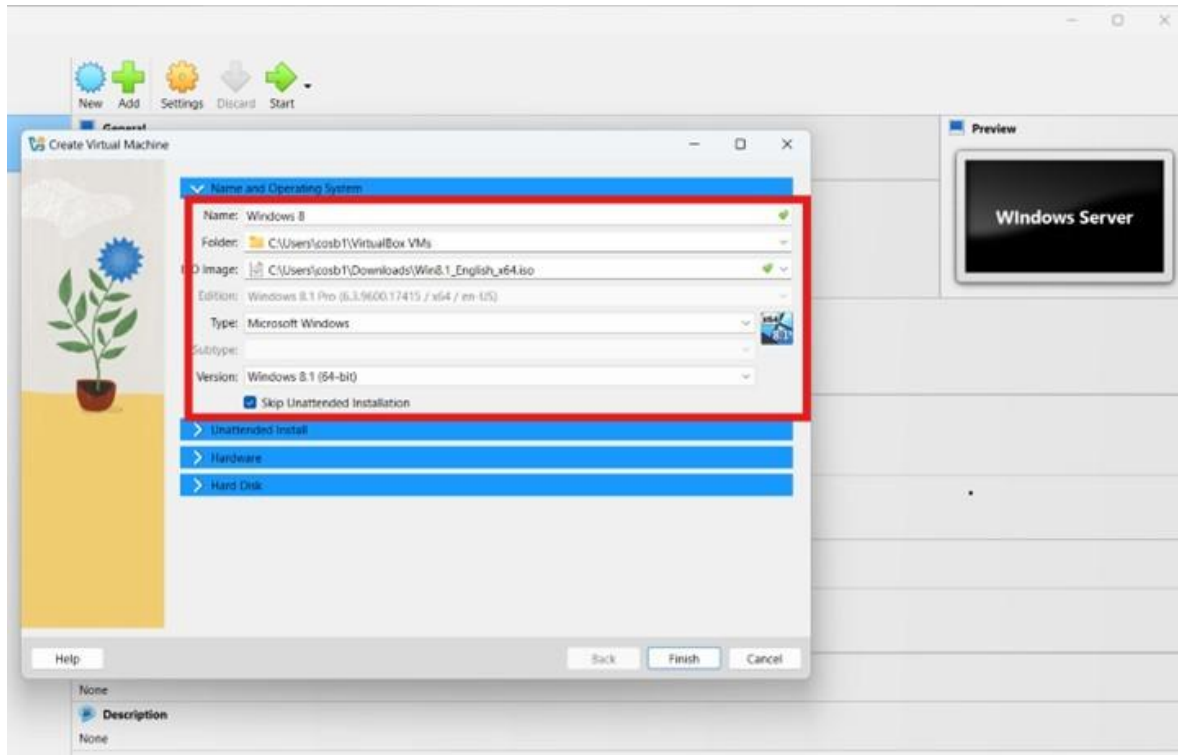 New Add Settings Discard Start
General
Preview
Create Virtual Machine
Windows Server
Name and Operating System
Name: Windows 8
Folder: C:\Users\cosb1\VirtualBox VMs
O Image: C:\Users\cosb1\Downloads\Win8.1_English_x64.iso
Edition: Windows 8.1 Pro (6.3.9600.17415 / x64 / en-US)
Type: Microsoft Windows
x64
8.1
Subtype:
Version: Windows 8.1 (64-bit)
Skip Unattended Installation
Unattended Install
Hardware
Hard Disk
Help Back Finish Cancel
None
Description
None